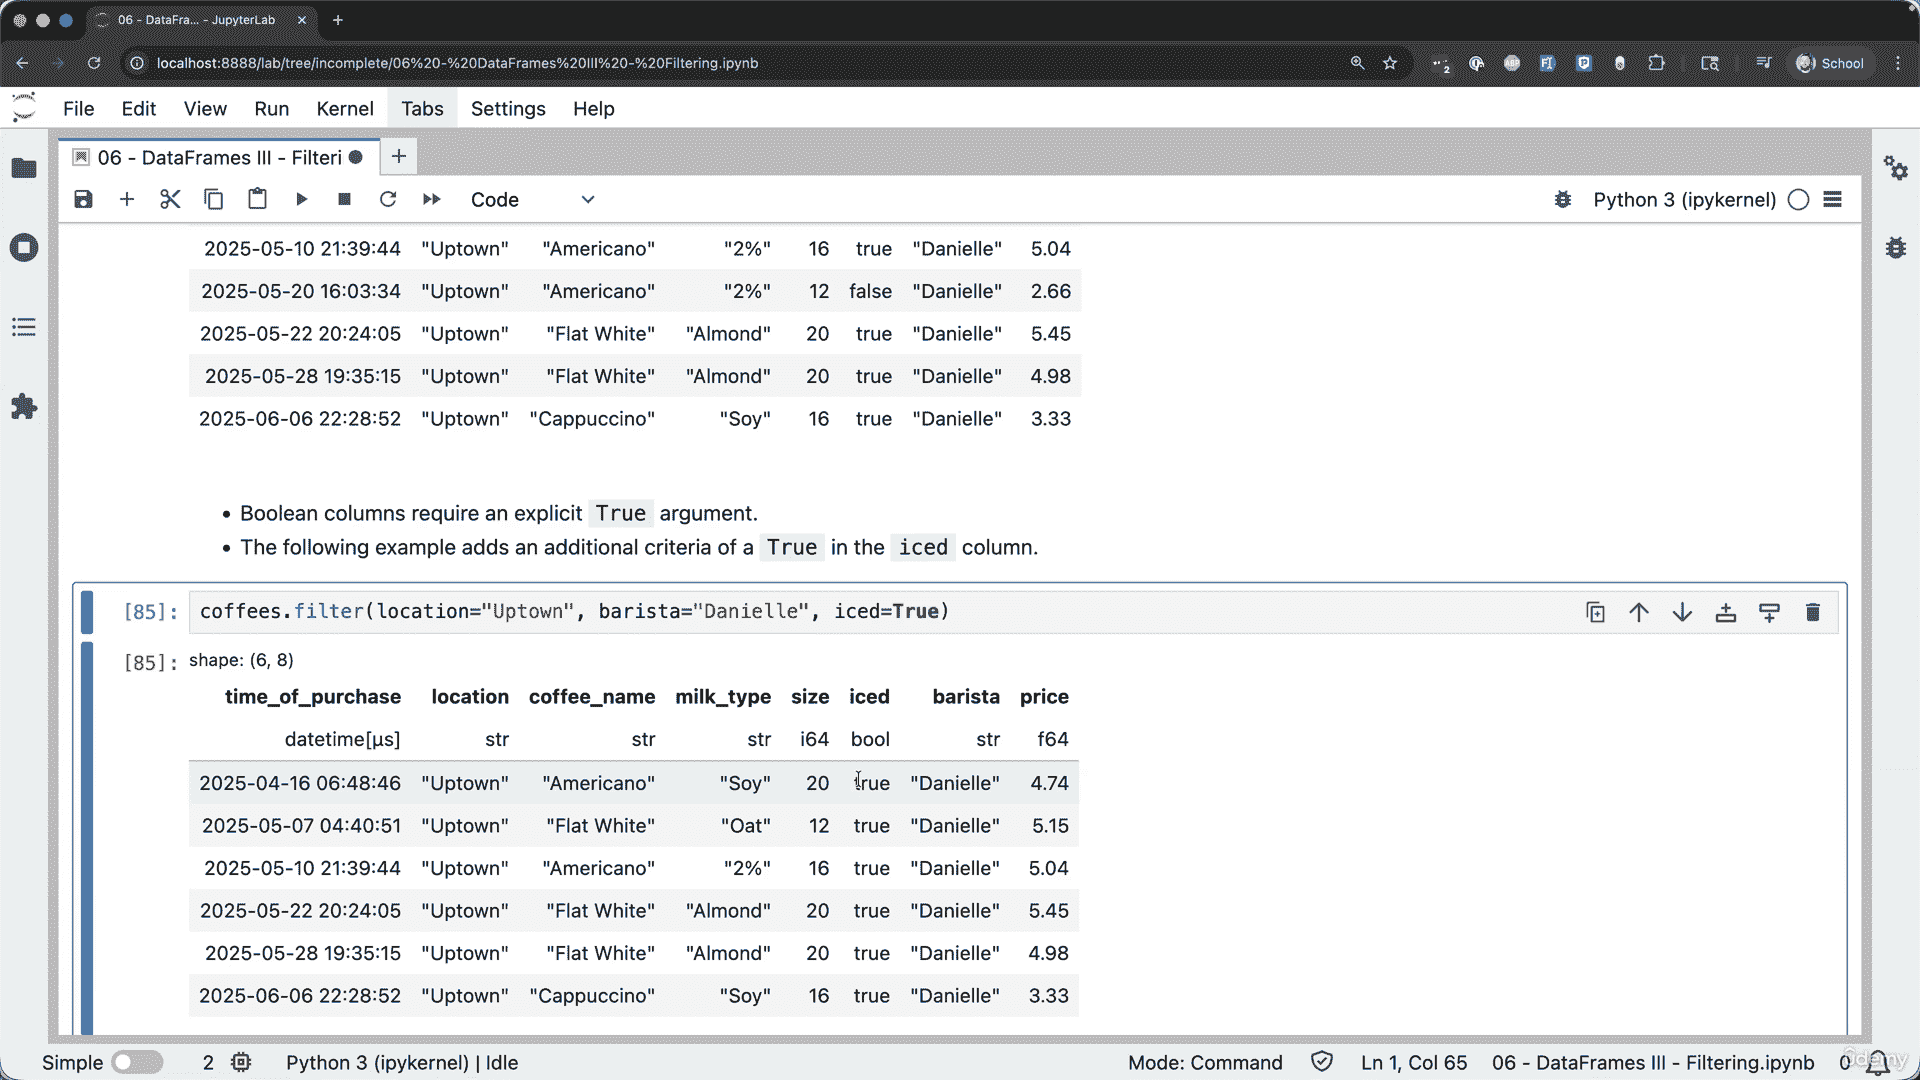 06 - DataFra... - JupyterLab
localhost:8888/lab/tree/incomplete/06%20-%20DataFrames%20III%20-%20Filtering.ipynb
2
ABP
School
File Edit View Run Kernel Tabs Settings Help
06 - DataFrames III - Filteri
Code
Python 3 (ipykernel)
2025-05-10 21:39:44 "Uptown" "Americano" "2%" 16 true "Danielle" 5.04
2025-05-20 16:03:34 "Uptown" "Americano" "2%" 12 false "Danielle" 2.66
2025-05-22 20:24:05 "Uptown" "Flat White" "Almond" 20 true "Danielle" 5.45
2025-05-28 19:35:15 "Uptown" "Flat White" "Almond" 20 true "Danielle" 4.98
2025-06-06 22:28:52 "Uptown" "Cappuccino" "Soy" 16 true "Danielle" 3.33
• Boolean columns require an explicit True argument.
• The following example adds an additional criteria of a True in the iced column.
[85]: coffees.filter(location="Uptown", barista="Danielle", iced=True)
[85]: shape: (6, 8)
time_of_purchase location coffee_name milk_type size iced barista price
datetime[μs] str str str i64 bool str f64
2025-04-16 06:48:46 "Uptown" "Americano" "Soy" 20 true "Danielle" 4.74
2025-05-07 04:40:51 "Uptown" "Flat White" "Oat" 12 true "Danielle" 5.15
2025-05-10 21:39:44 "Uptown" "Americano" "2%" 16 true "Danielle" 5.04
2025-05-22 20:24:05 "Uptown" "Flat White" "Almond" 20 true "Danielle" 5.45
2025-05-28 19:35:15 "Uptown" "Flat White" "Almond" 20 true "Danielle" 4.98
2025-06-06 22:28:52 "Uptown" "Cappuccino" "Soy" 16 true "Danielle" 3.33
Simple 2 Python 3 (ipykernel) | Idle Mode: Command Ln 1, Col 65 06 - DataFrames III - Filtering.ipynb 0
udemy